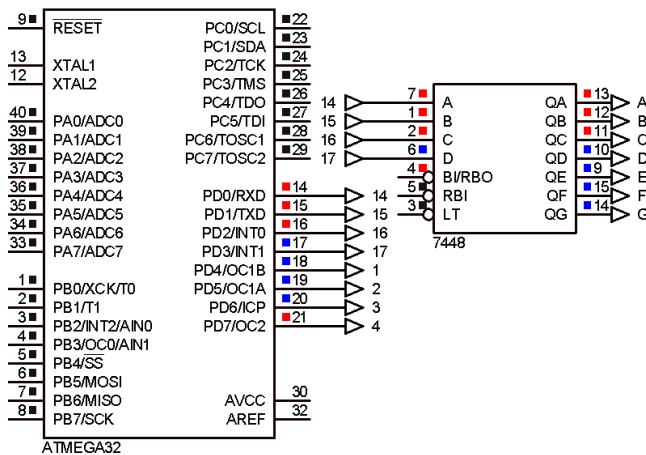 9 RESET PC0/SCL 22
PC1/SDA 23
13 XTAL1 PC2/TCK 24
12 XTAL2 PC3/TMS 25
PC4/TDO 26 14 7 A QA 13 A
40 PA0/ADC0 PC5/TDI 27 15 1 B QB 12 B
39 PA1/ADC1 PC6/TOSC1 28 16 2 C QC 11 C
38 PA2/ADC2 PC7/TOSC2 29 17 6 D QD 10 D
37 PA3/ADC3 4 BI/RBO QE 9 E
36 PA4/ADC4 PD0/RXD 14 14 5 RBI QF 15 F
35 PA5/ADC5 PD1/TXD 15 15 3 LT QG 14 G
34 PA6/ADC6 PD2/INT0 16 16
33 PA7/ADC7 PD3/INT1 17 17
7448
PD4/OC1B 18 1
1 PB0/XCK/T0 PD5/OC1A 19 2
2 PB1/T1 PD6/ICP 20 3
3 PB2/INT2/AIN0 PD7/OC2 21 4
4 PB3/OC0/AIN1
5 PB4/SS
6 PB5/MOSI
7 PB6/MISO AVCC 30
8 PB7/SCK AREF 32
ATMEGA32